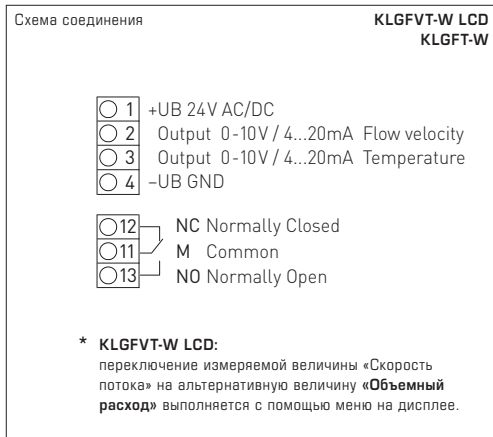 Схема соединения KLGFVT-W LCD
KLGFT-W
1 +UB 24V AC/DC
2 Output 0-10V / 4...20mA Flow velocity
3 Output 0-10V / 4...20mA Temperature
4 –UB GND
12 NC Normally Closed
11 M Common
13 NO Normally Open
* KLGFVT-W LCD:
переключение измеряемой величины «Скорость
потока» на альтернативную величину «Объемный
расход» выполняется с помощью меню на дисплее.